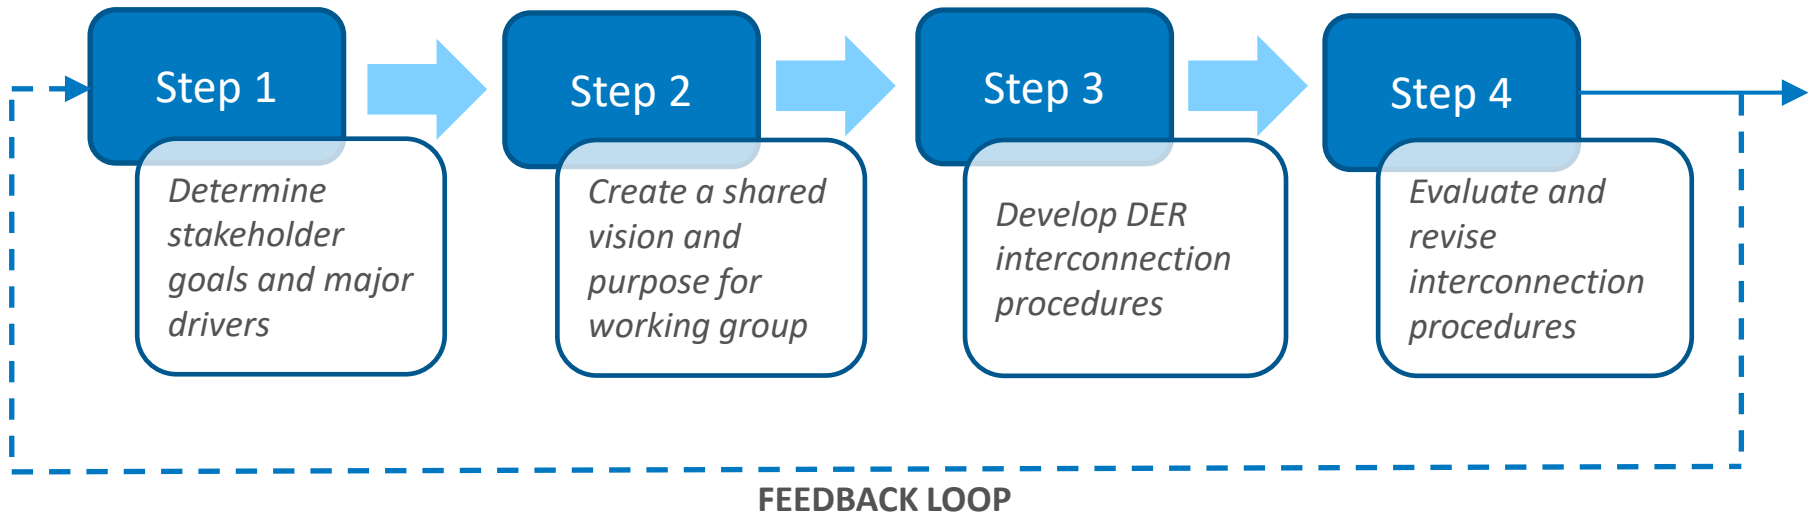 Step 1
Determine
stakeholder
goals and major
drivers
Step 2
Create a shared
vision and
purpose for
working group
Step 3
Develop DER
interconnection
procedures
Step 4
Evaluate and
revise
interconnection
procedures
FEEDBACK LOOP